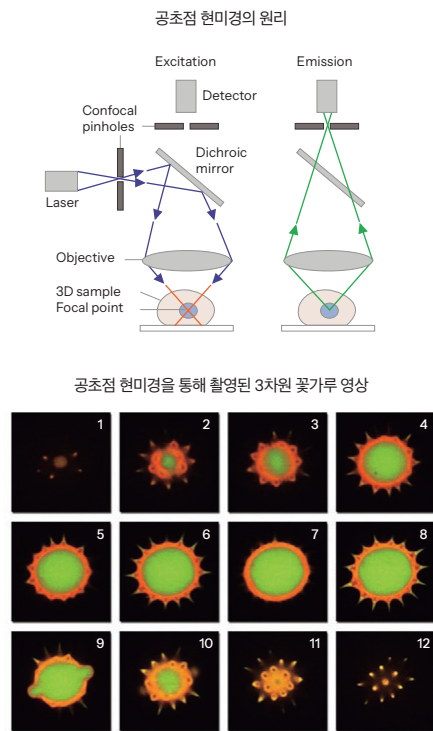 공초점 현미경의 원리
Excitation
Emission
Detector
Confocal
pinholes
Dichroic
mirror
Laser
Objective
3D sample
Focal point
공초점 현미경을 통해 촬영된 3차원 꽃가루 영상
1
2
3
4
5
6
7
8
9
10
11
12